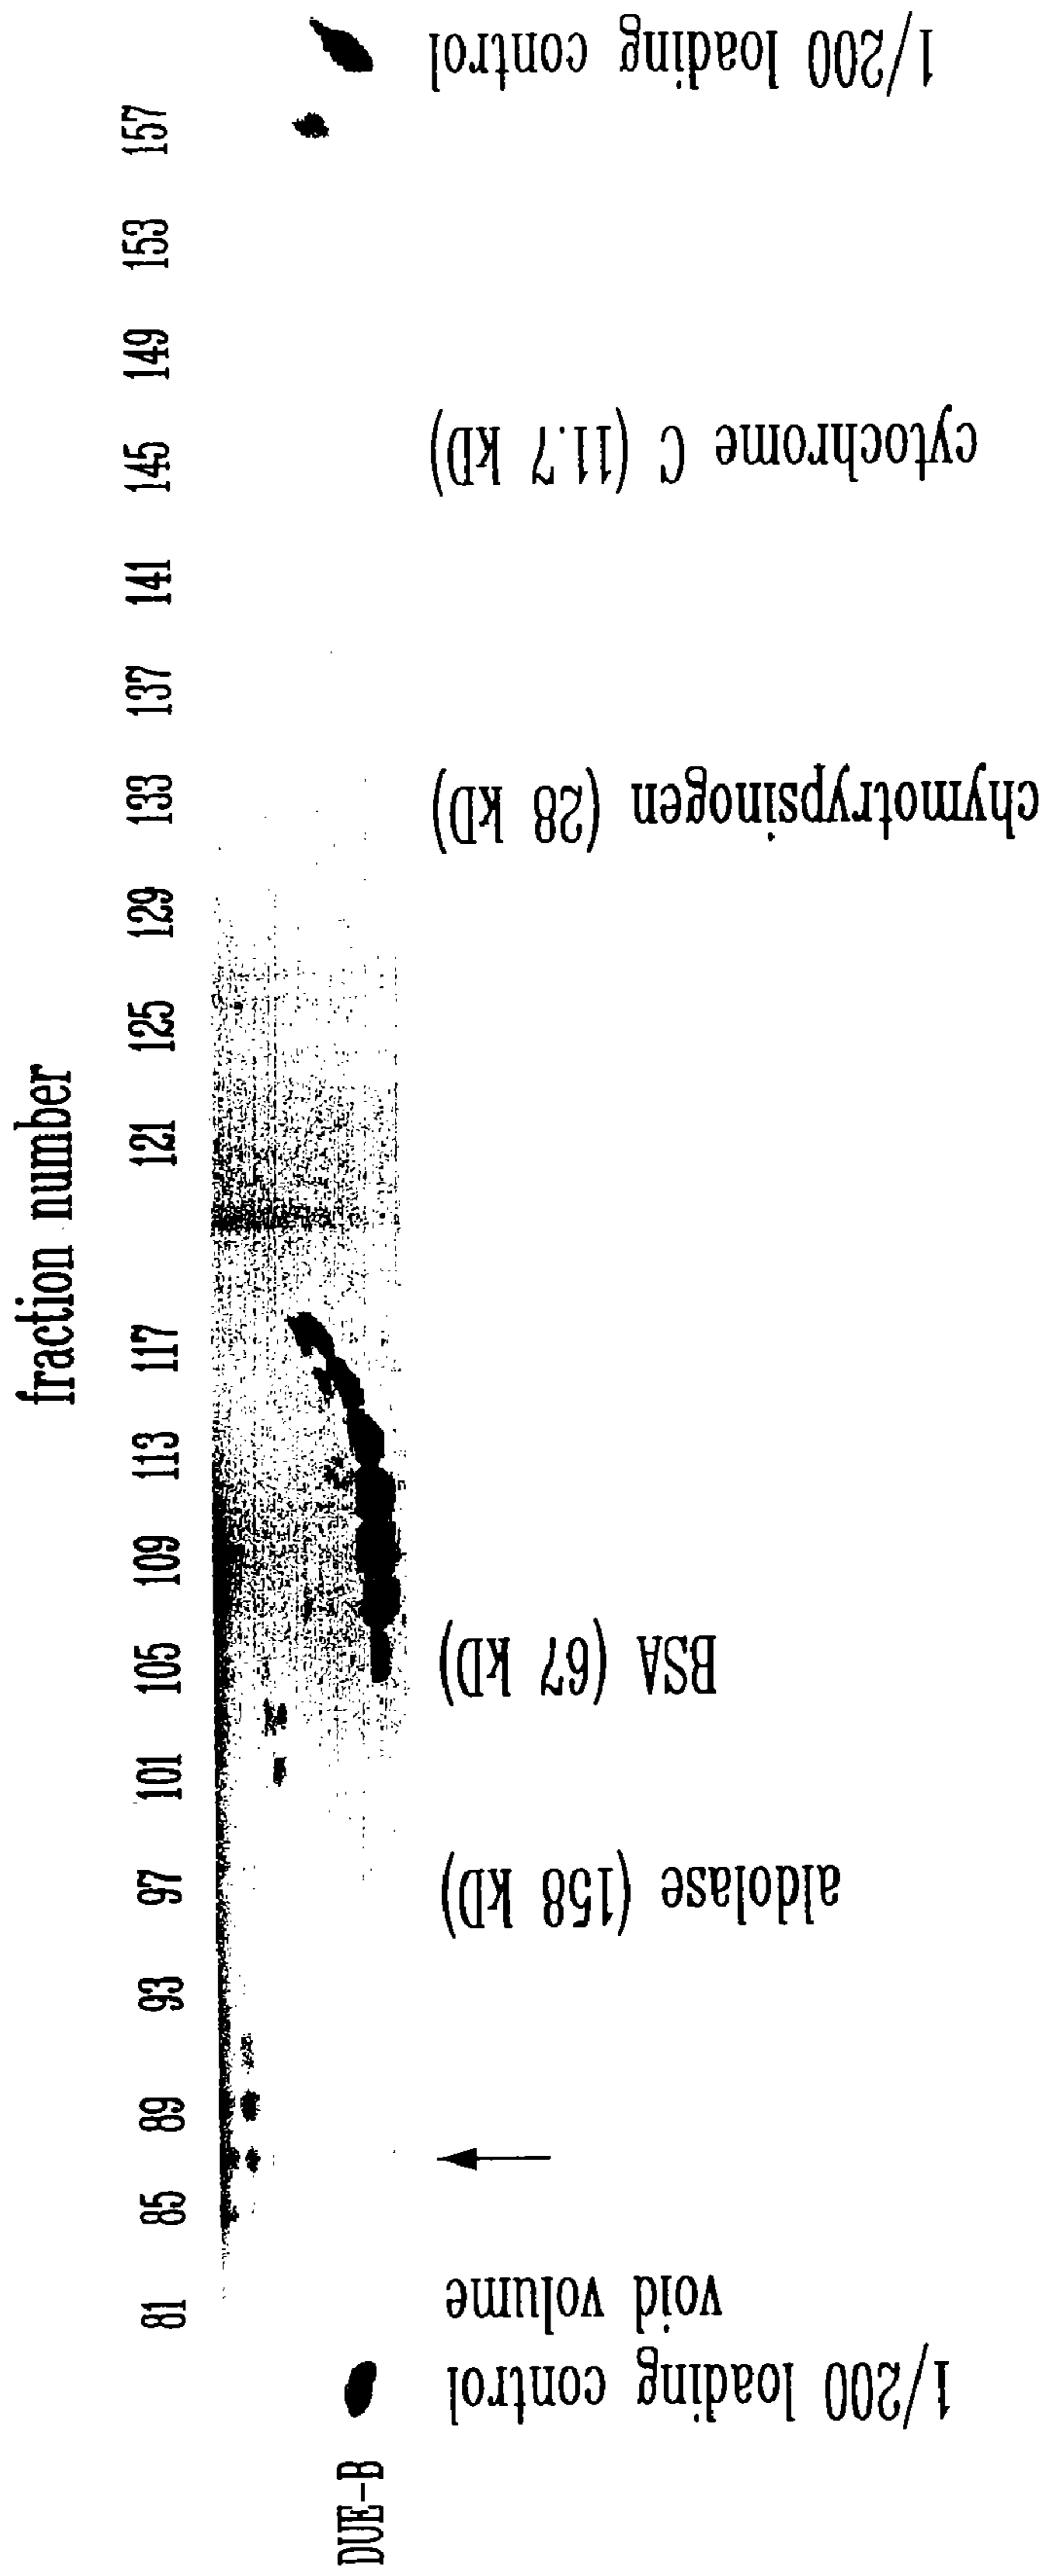 fraction number
81 85 89 93 97 101 105 109 113 117 121 125 129 133 137 141 145 149 153 157
DUE-B
1/200 loading control
void volume
aldolase (158 kD)
BSA (67 kD)
chymotrypsinogen (28 kD)
cytochrome C (11.7 kD)
1/200 loading control